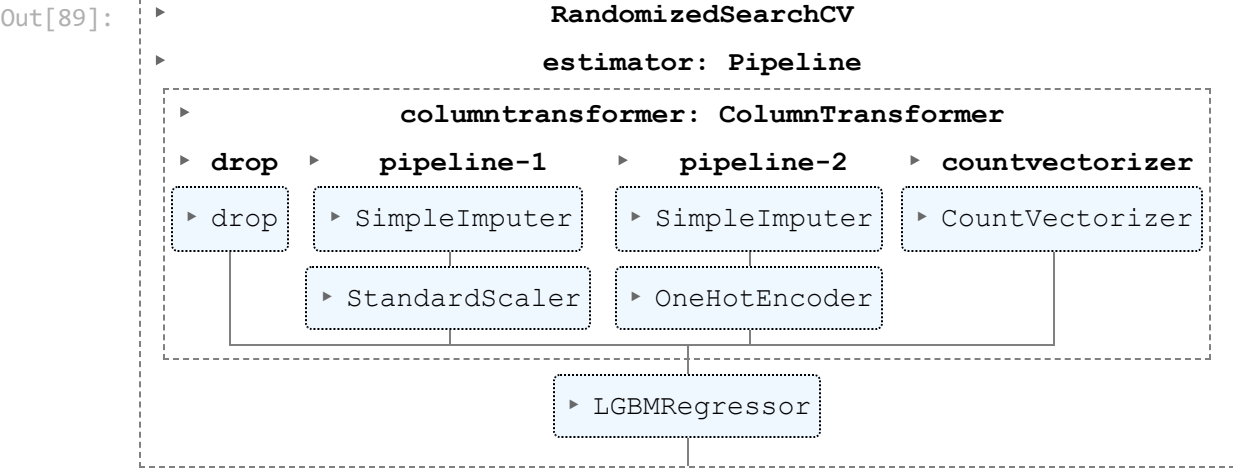 Out[89]:
RandomizedSearchCV
estimator: Pipeline
columntransformer: ColumnTransformer
drop pipeline-1 pipeline-2 countvectorizer
drop SimpleImputer SimpleImputer CountVectorizer
StandardScaler OneHotEncoder
LGBMRegressor